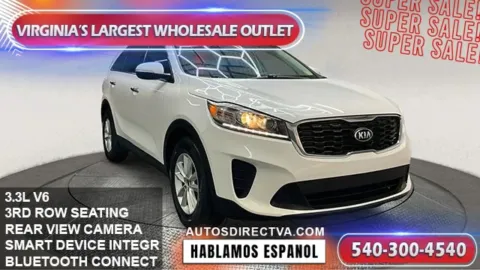 VIRGINIA'S LARGEST WHOLESALE OUTLET
SUPER SALE!
SUPER SALE!
SUPER SALE!
KIA
3.3L V6
3RD ROW SEATING
REAR VIEW CAMERA
SMART DEVICE INTEGR
BLUETOOTH CONNECT
AUTOSDIRECTVA.COM
HABLAMOS ESPANOL
540-300-4540